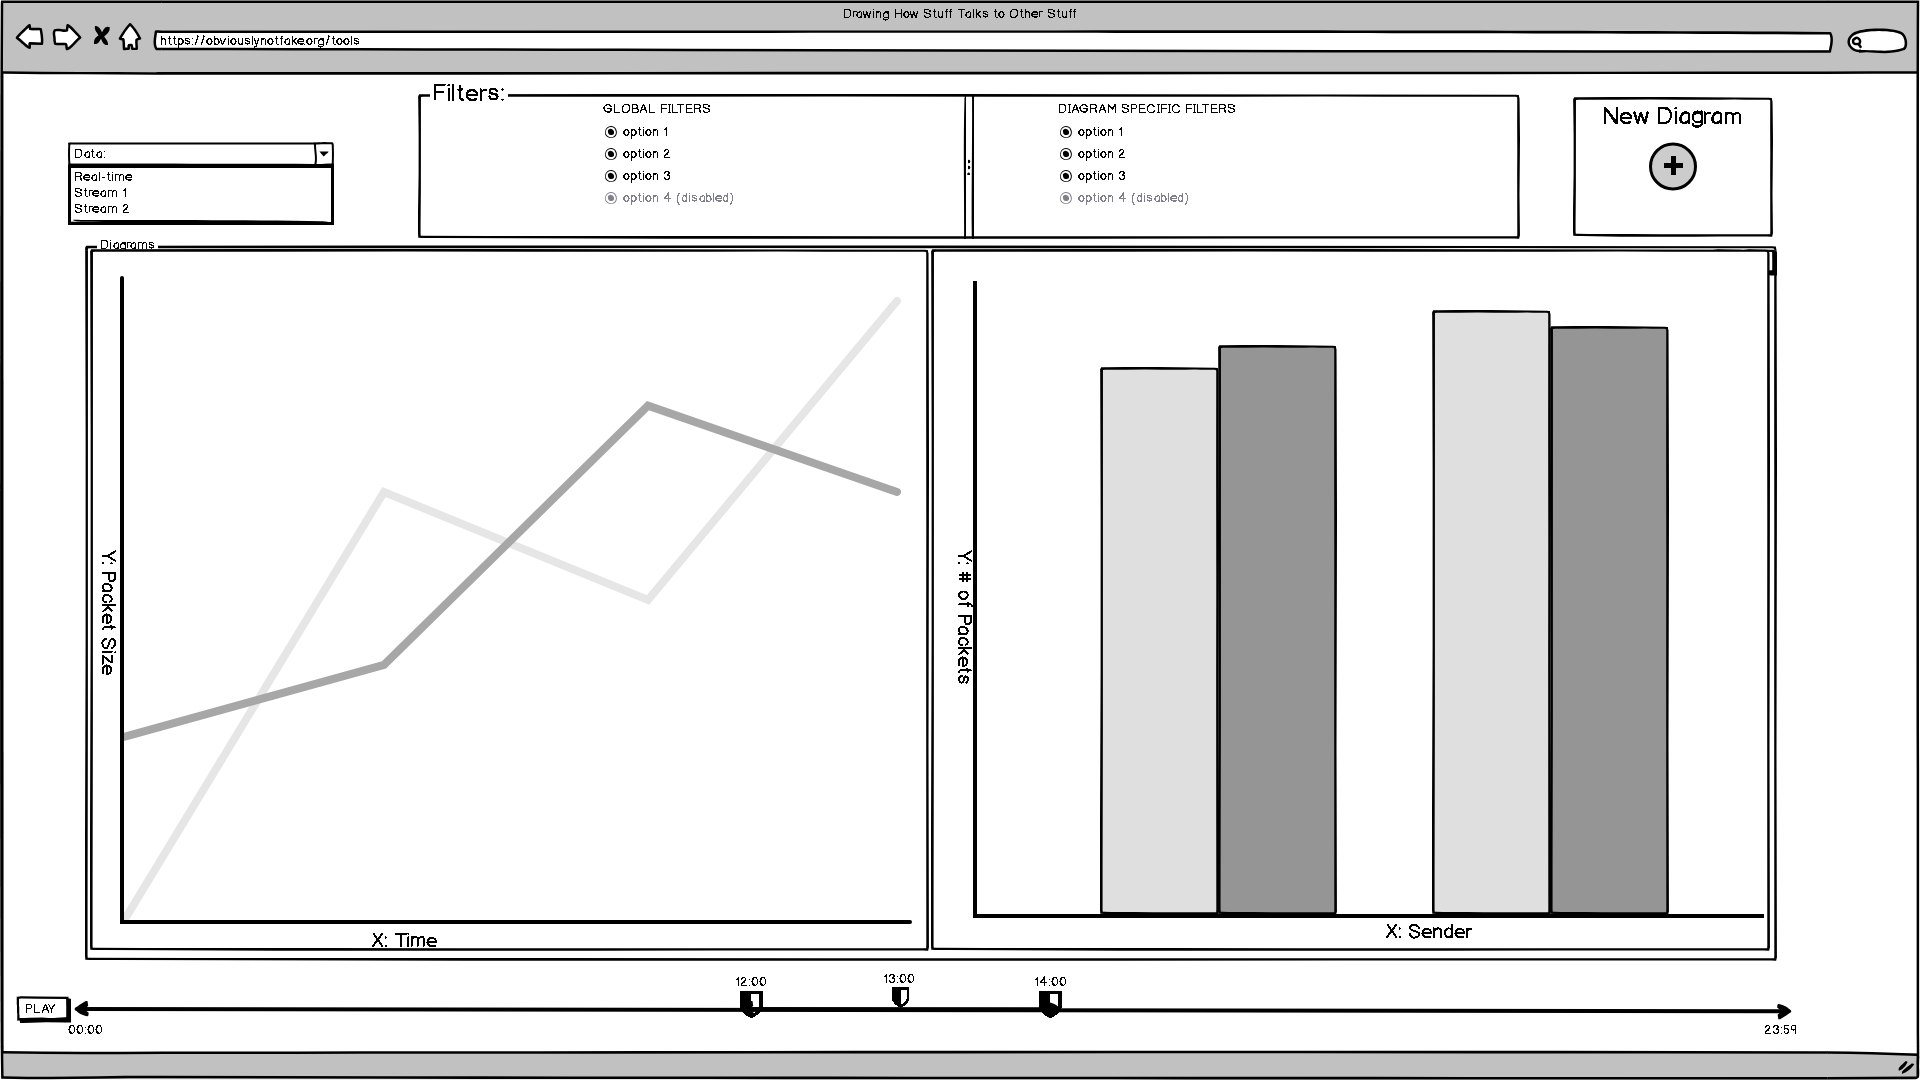 Drawing How Stuff Talks to Other Stuff
https://obviouslynotfake.org/tools
Data:
Real-time
Stream 1
Stream 2
Filters:
GLOBAL FILTERS
option 1
option 2
option 3
option 4 (disabled)
DIAGRAM SPECIFIC FILTERS
option 1
option 2
option 3
option 4 (disabled)
New Diagram
Diagrams
Y: Packet Size
X: Time
Y: # of Packets
X: Sender
PLAY
00:00
12:00
13:00
14:00
23:59